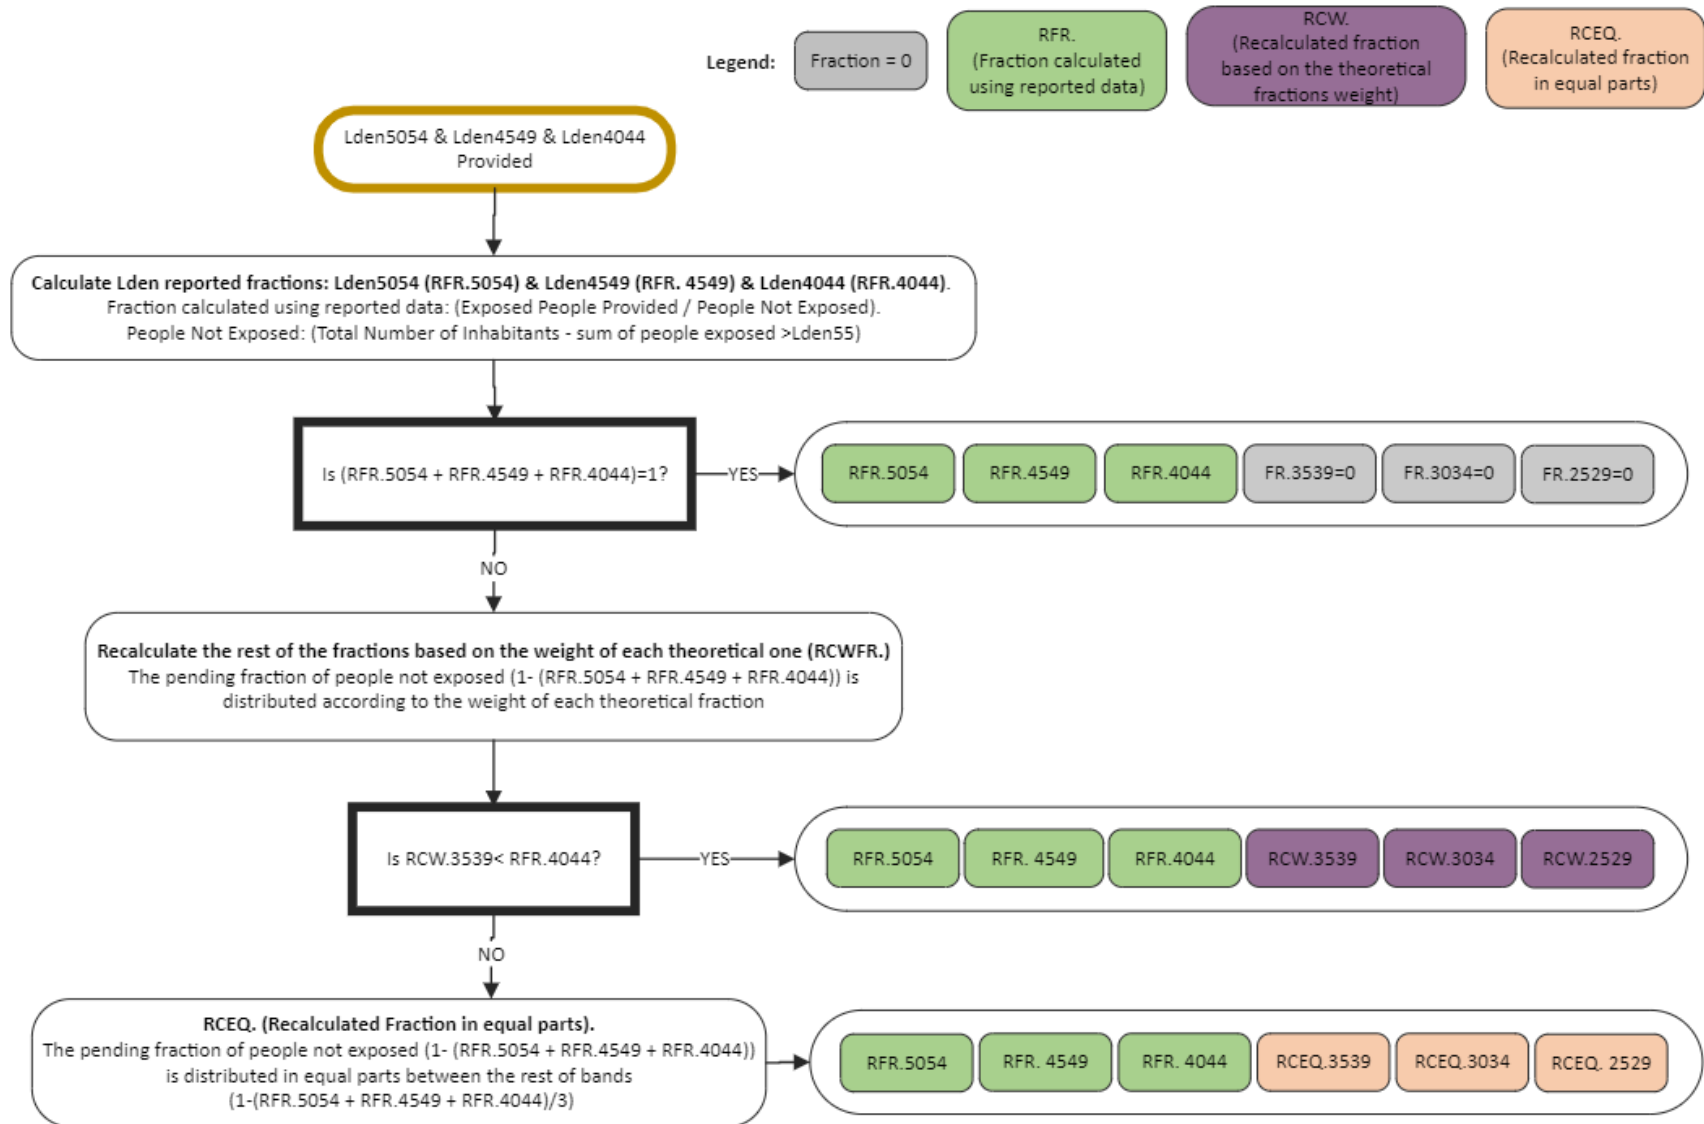 Legend:
Fraction = 0
RFR.
(Fraction calculated
using reported data)
RCW.
(Recalculated fraction
based on the theoretical
fractions weight)
RCEQ.
(Recalculated fraction
in equal parts)
Lden5054 & Lden4549 & Lden4044
Provided
Calculate Lden reported fractions: Lden5054 (RFR.5054) & Lden4549 (RFR. 4549) & Lden4044 (RFR.4044).
Fraction calculated using reported data: (Exposed People Provided / People Not Exposed).
People Not Exposed: (Total Number of Inhabitants - sum of people exposed >Lden55)
Is (RFR.5054 + RFR.4549 + RFR.4044)=1?
YES
RFR.5054
RFR.4549
RFR.4044
FR.3539=0
FR.3034=0
FR.2529=0
NO
Recalculate the rest of the fractions based on the weight of each theoretical one (RCWFR.)
The pending fraction of people not exposed (1- (RFR.5054 + RFR.4549 + RFR.4044)) is
distributed according to the weight of each theoretical fraction
Is RCW.3539< RFR.4044?
YES
RFR.5054
RFR. 4549
RFR.4044
RCW.3539
RCW.3034
RCW.2529
NO
RCEQ. (Recalculated Fraction in equal parts).
The pending fraction of people not exposed (1- (RFR.5054 + RFR.4549 + RFR.4044))
is distributed in equal parts between the rest of bands
(1-(RFR.5054 + RFR.4549 + RFR.4044)/3)
RFR.5054
RFR. 4549
RFR. 4044
RCEQ.3539
RCEQ.3034
RCEQ. 2529